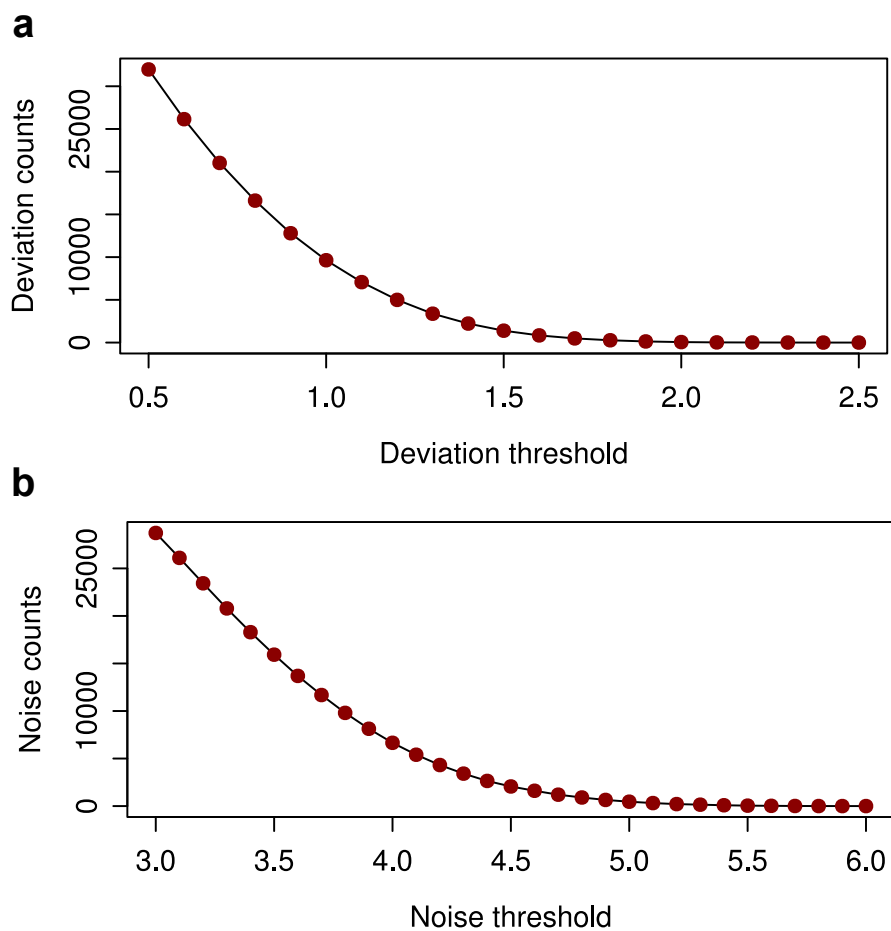 a
Deviation counts
0 10000 25000
0.5 1.0 1.5 2.0 2.5
Deviation threshold
b
Noise counts
0 10000 25000
3.0 3.5 4.0 4.5 5.0 5.5 6.0
Noise threshold